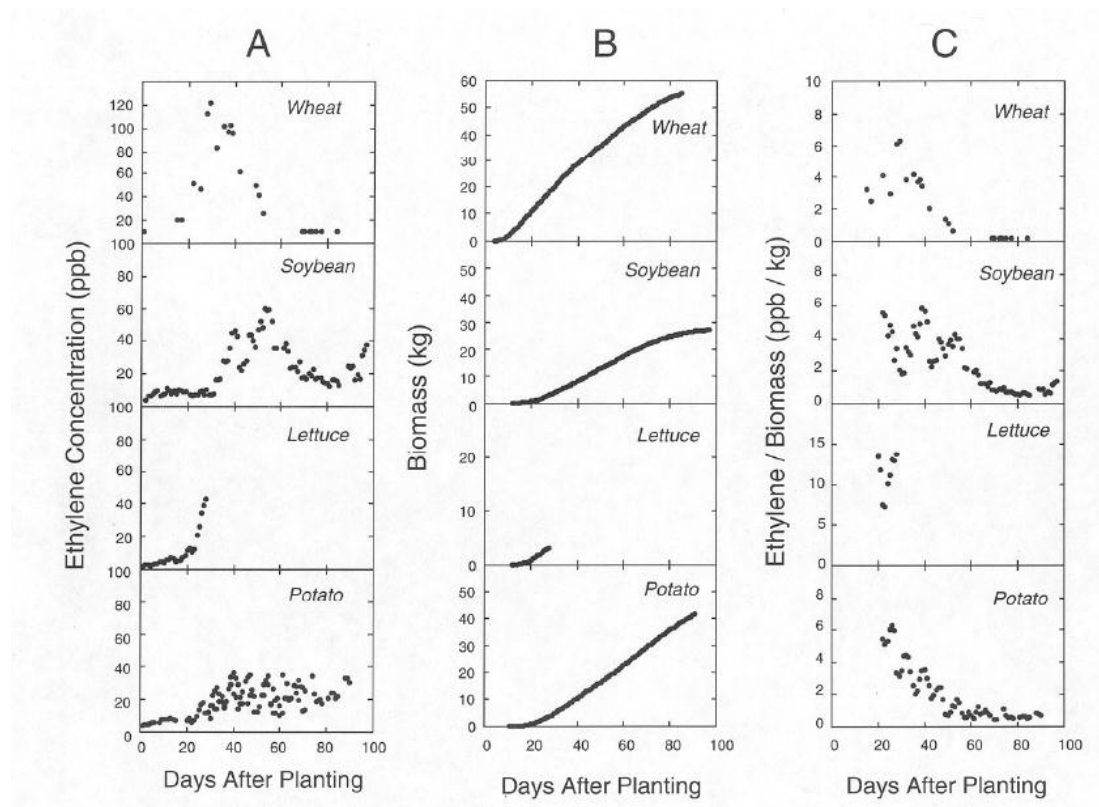 A B C
Ethylene Concentration (ppb)
120
100
80
60
40
20
Wheat
100
80
60
40
20
Soybean
100
80
60
40
20
Lettuce
100
80
60
40
20
0
Potato
0 20 40 60 80 100
Days After Planting
Biomass (kg)
60
50
40
30
20
10
0
Wheat
50
40
30
20
10
0
Soybean
20
10
0
Lettuce
50
40
30
20
10
0
Potato
0 20 40 60 80 100
Days After Planting
Ethylene / Biomass (ppb / kg)
10
8
6
4
2
0
Wheat
8
6
4
2
0
Soybean
15
10
5
0
Lettuce
8
6
4
2
0
Potato
0 20 40 60 80 100
Days After Planting